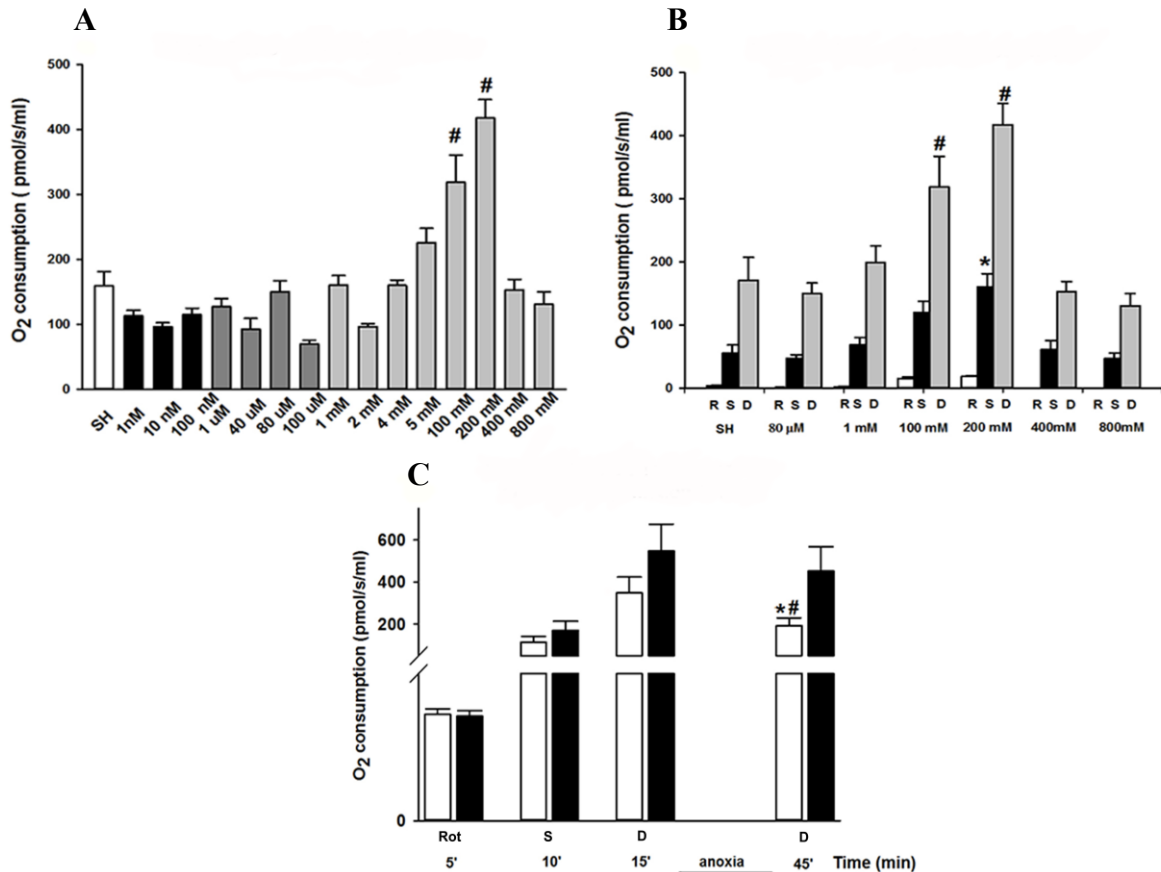 A
O2 consumption ( pmol/s/ml)
500
400
300
200
100
0
#
#
SH
1nM
10 nM
100 nM
1 uM
40 uM
80 uM
100 uM
1 mM
2 mM
4 mM
5 mM
100 mM
200 mM
400 mM
800 mM
B
O2 consumption ( pmol/s/ml)
500
400
300
200
100
0
#
*
#
R S D R S D R S D R S D R S D R S D R S D
SH 80 µM 1 mM 100 mM 200 mM 400mM 800mM
C
O2 consumption (pmol/s/ml)
600
400
200
0
*#
Rot S D D
5' 10' 15' anoxia 45' Time (min)